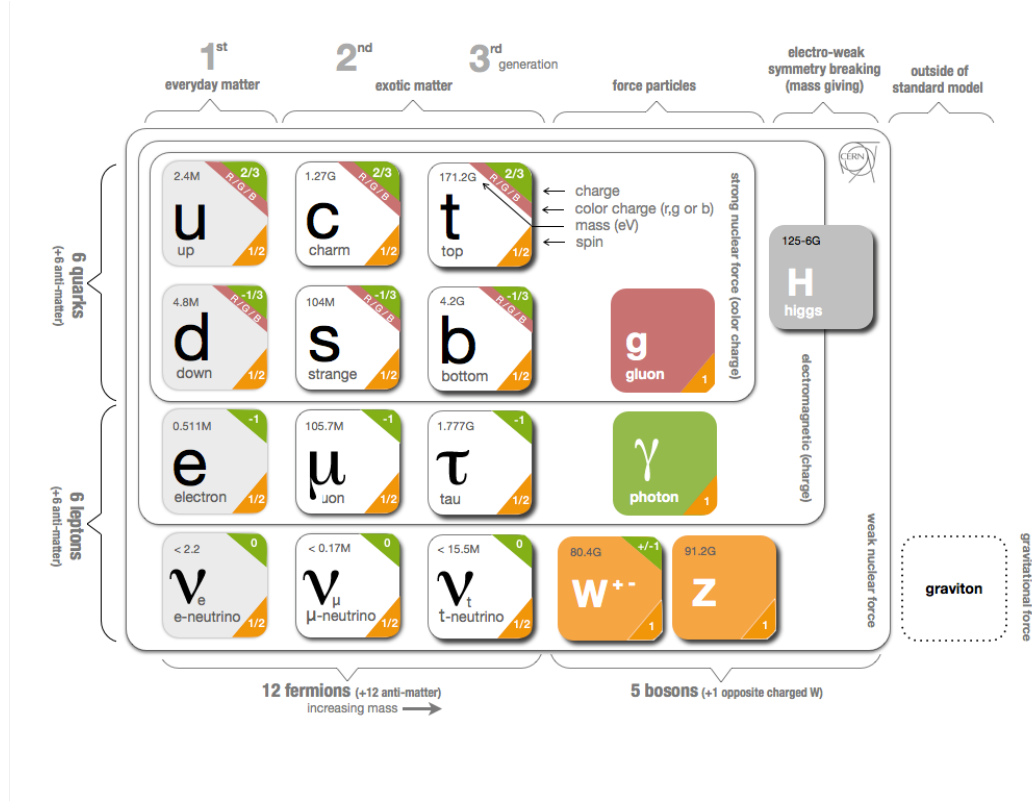 1st
2nd
3rd generation
everyday matter
exotic matter
force particles
electro-weak
symmetry breaking
(mass giving)
outside of
standard model
CERN
6 quarks
(+6 anti-matter)
2.4M
2/3
R/G/B
u
up
1/2
1.27G
2/3
R/G/B
c
charm
1/2
171.2G
2/3
R/G/B
t
top
1/2
charge
color charge (r,g or b)
mass (eV)
spin
4.8M
-1/3
R/G/B
d
down
1/2
104M
-1/3
R/G/B
s
strange
1/2
4.2G
-1/3
R/G/B
b
bottom
1/2
g
gluon
1
strong nuclear force (color charge)
125-6G
H
higgs
6 leptons
(+6 anti-matter)
0.511M
-1
e
electron
1/2
105.7M
-1
μ
uon
1/2
1.777G
-1
τ
tau
1/2
γ
photon
1
electromagnetic (charge)
< 2.2
0
νe
e-neutrino
1/2
< 0.17M
0
νμ
μ-neutrino
1/2
< 15.5M
0
νt
t-neutrino
1/2
80.4G
+/-1
W+-
1
91.2G
Z
1
weak nuclear force
graviton
gravitational force
12 fermions (+12 anti-matter)
increasing mass
5 bosons (+1 opposite charged W)